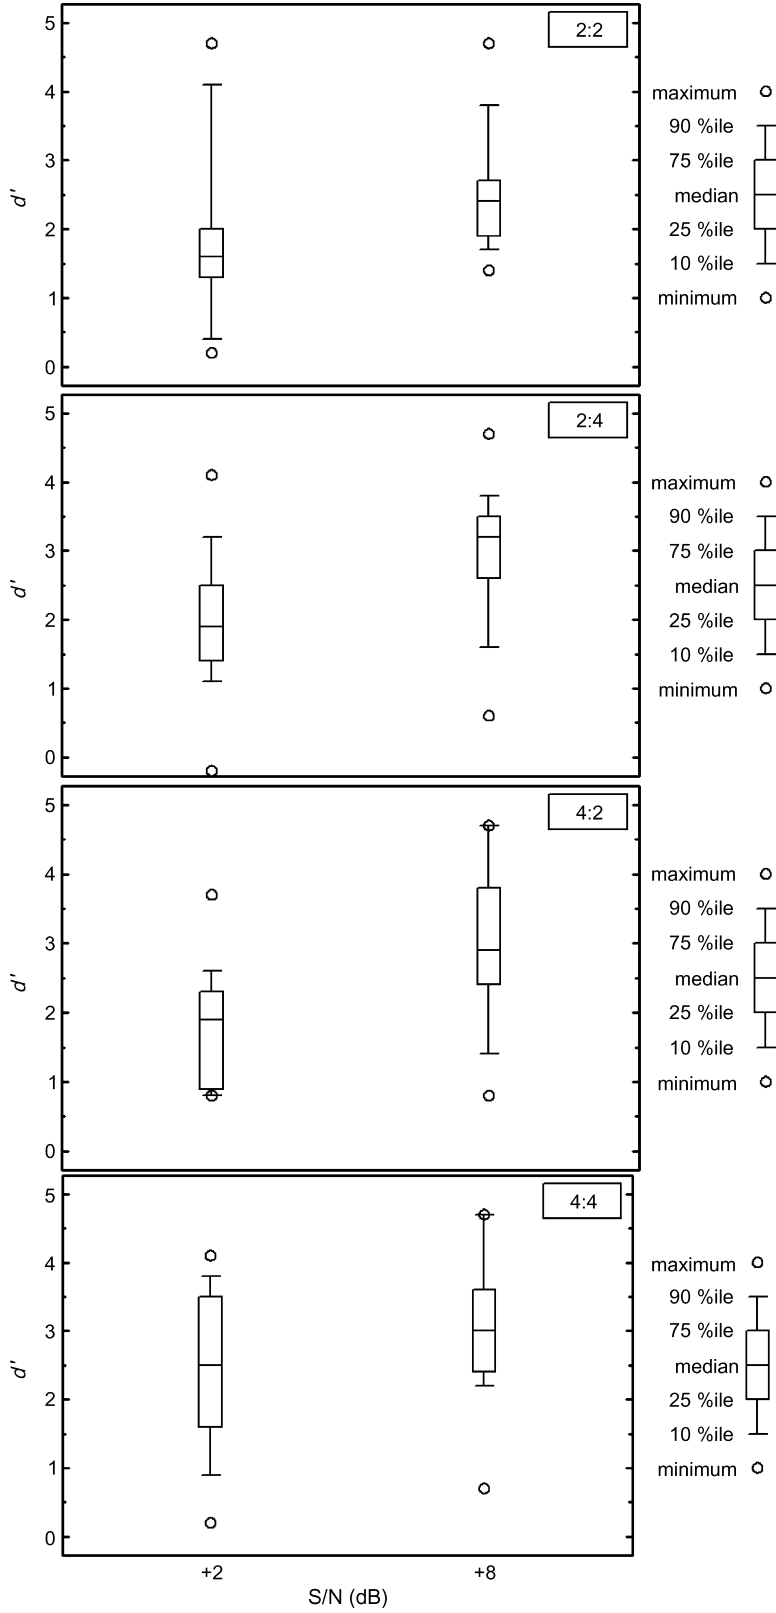 5
2:2
4
3
d'
2
1
0
maximum
90 %ile
75 %ile
median
25 %ile
10 %ile
minimum
5
2:4
4
3
d'
2
1
0
maximum
90 %ile
75 %ile
median
25 %ile
10 %ile
minimum
5
4:2
4
3
d'
2
1
0
maximum
90 %ile
75 %ile
median
25 %ile
10 %ile
minimum
5
4:4
4
3
d'
2
1
0
maximum
90 %ile
75 %ile
median
25 %ile
10 %ile
minimum
+2 +8
S/N (dB)